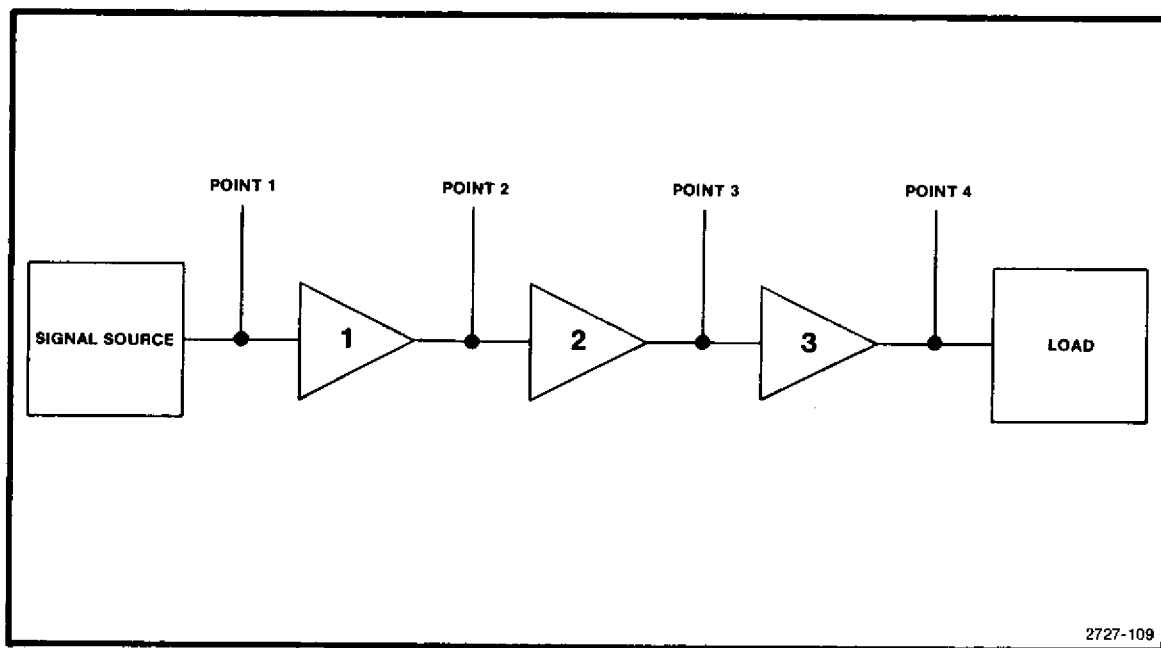 POINT 1
POINT 2
POINT 3
POINT 4
SIGNAL SOURCE
1
2
3
LOAD
2727-109